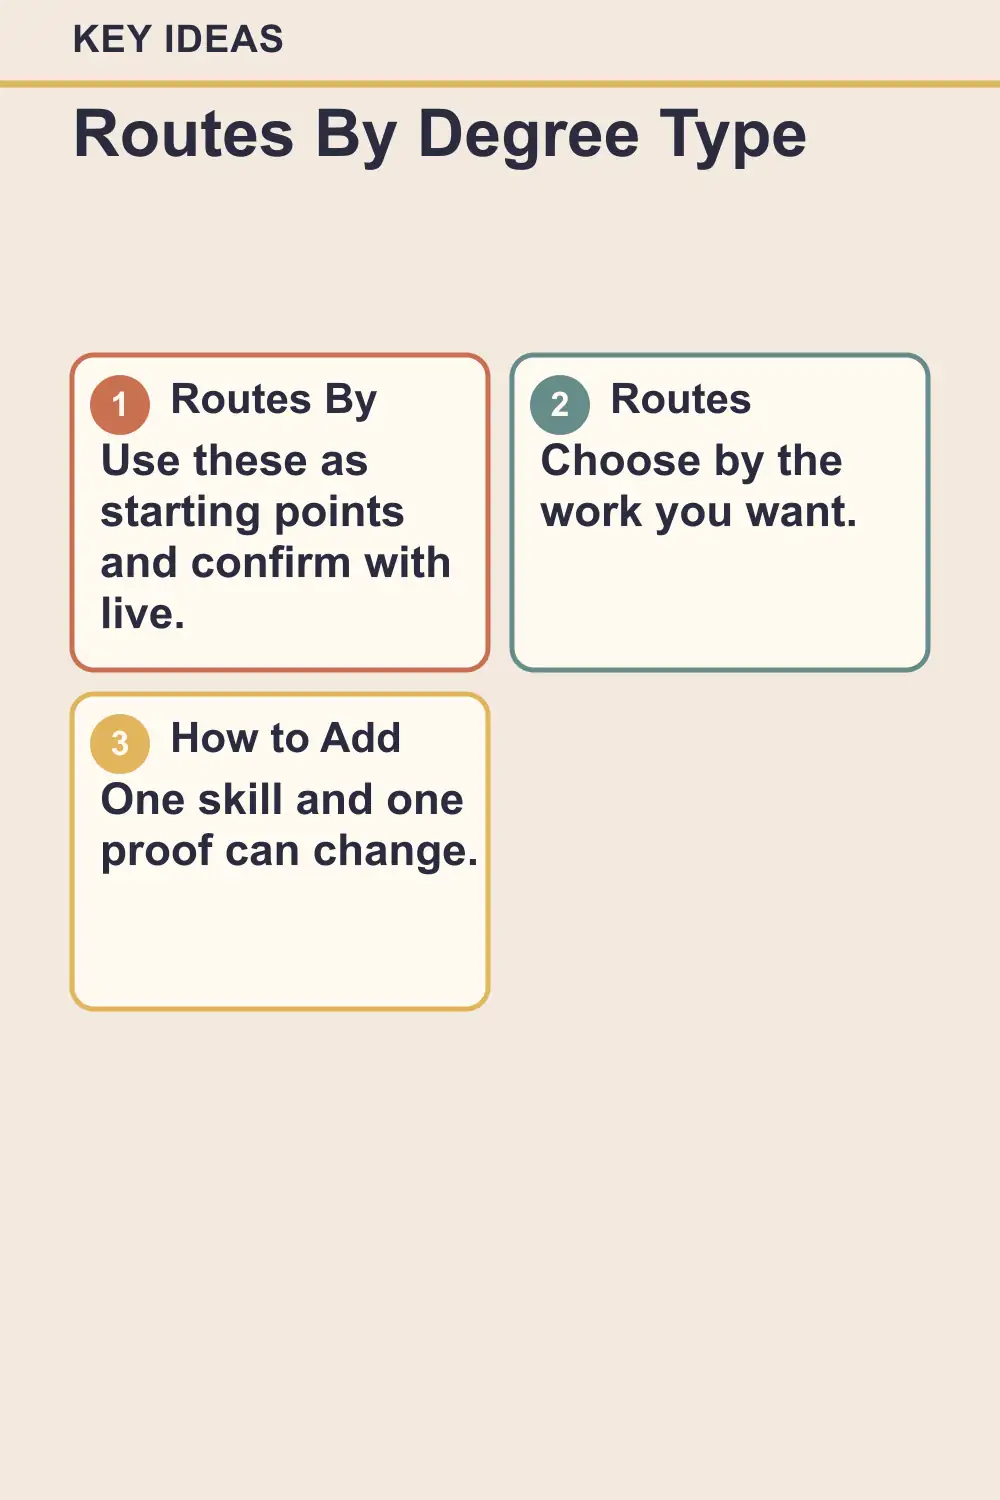 KEY IDEAS
Routes By Degree Type
1 Routes By
Use these as
starting points
and confirm with
live.
2 Routes
Choose by the
work you want.
3 How to Add
One skill and one
proof can change.